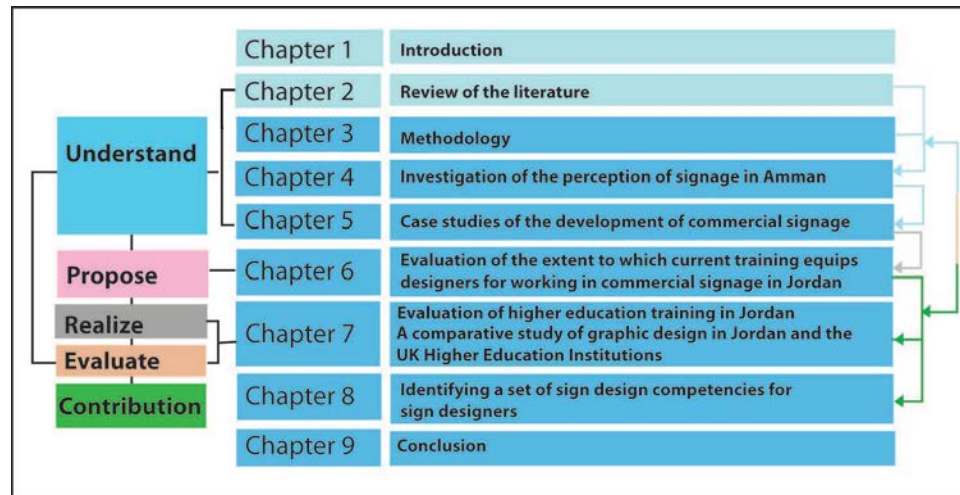 Chapter 1
Introduction
Chapter 2
Review of the literature
Understand
Chapter 3
Methodology
Chapter 4
Investigation of the perception of signage in Amman
Chapter 5
Case studies of the development of commercial signage
Propose
Chapter 6
Evaluation of the extent to which current training equips
designers for working in commercial signage in Jordan
Realize
Evaluate
Chapter 7
Evaluation of higher education training in Jordan
A comparative study of graphic design in Jordan and the
UK Higher Education Institutions
Contribution
Chapter 8
Identifying a set of sign design competencies for
sign designers
Chapter 9
Conclusion